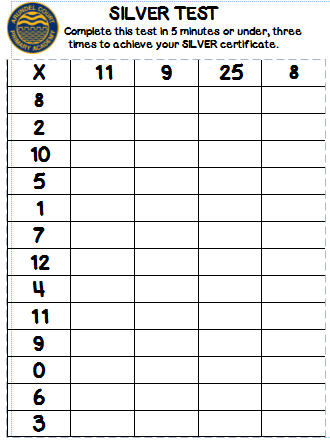 ARUNDEL COURT
PRIMARY ACADEMY
SILVER TEST
Complete this test in 5 minutes or under, three
times to achieve your SILVER certificate.
X 11 9 25 8
8
2
10
5
1
7
12
4
11
9
0
6
3